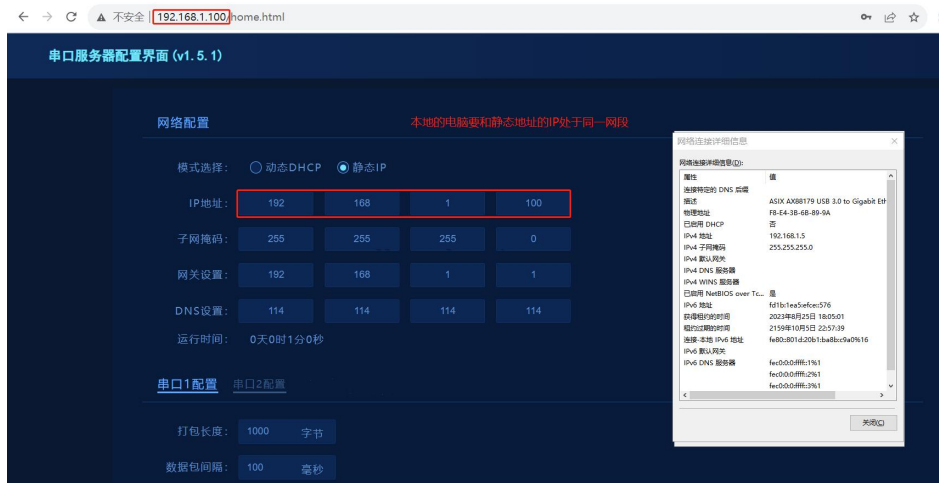 不安全 | 192.168.1.100/home.html
串口服务器配置界面 (v1.5.1)
网络配置
本地的电脑要和静态地址的IP处于同一网段
模式选择: 动态DHCP 静态IP
IP地址: 192 168 1 100
子网掩码: 255 255 255 0
网关设置: 192 168 1 1
DNS设置: 114 114 114 114
运行时间: 0天0时1分0秒
串口1配置 串口2配置
打包长度: 1000 字节
数据包间隔: 100 毫秒
网络连接详细信息
网络连接详细信息(D):
属性 值
连接特定的 DNS 后缀
描述 ASIX AX88179 USB 3.0 to Gigabit Eth
物理地址 F8-E4-3B-6B-89-9A
已启用 DHCP 否
IPv4 地址 192.168.1.5
IPv4 子网掩码 255.255.255.0
IPv4 默认网关
IPv4 DNS 服务器
IPv4 WINS 服务器
已启用 NetBIOS over Tc... 是
IPv6 地址 fd1b:1ea5:efce::576
获得租约的时间 2023年8月25日 18:05:01
租约过期的时间 2159年10月5日 22:57:39
连接-本地 IPv6 地址 fe80::801d:20b1:ba8b:c9a0%16
IPv6 默认网关
IPv6 DNS 服务器 fec0:0:0:ffff::1%1
fec0:0:0:ffff::2%1
fec0:0:0:ffff::3%1
关闭(C)